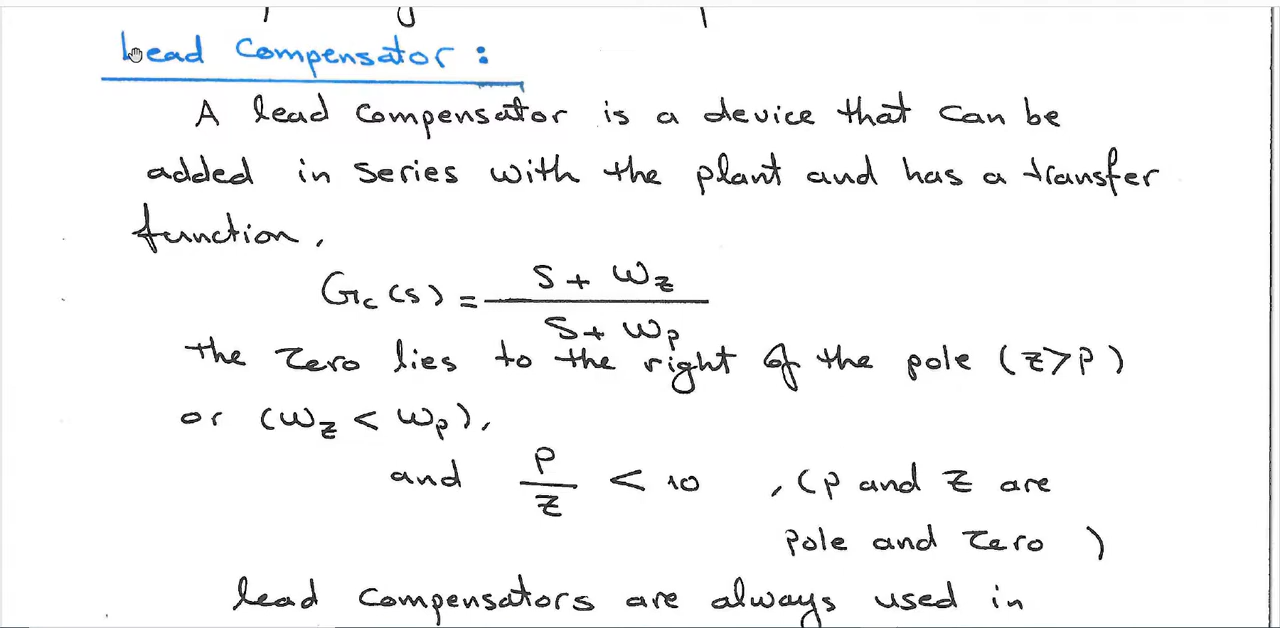 Lead Compensator :
A lead compensator is a device that can be
added in series with the plant and has a transfer
function,
Gc(s) = (s + ωz) / (s + ωp)
the zero lies to the right of the pole (z > p)
or (ωz < ωp),
and p/z < 10 , (p and z are
pole and zero )
lead compensators are always used in